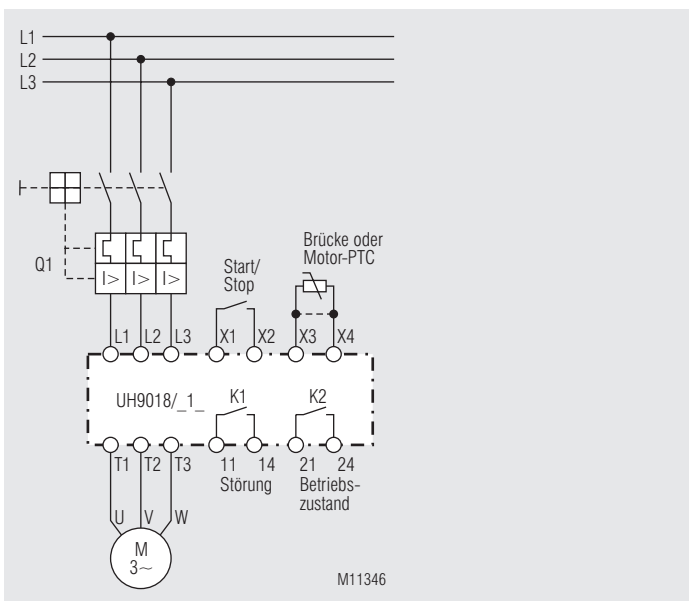 L1
L2
L3
Q1
I> I> I>
Start/
Stop
Brücke oder
Motor-PTC
L1 L2 L3 X1 X2 X3 X4
UH9018/_1_ K1 K2
T1 T2 T3 11 14 21 24
Störung Betriebs-
zustand
U V W
M
3~
M11346